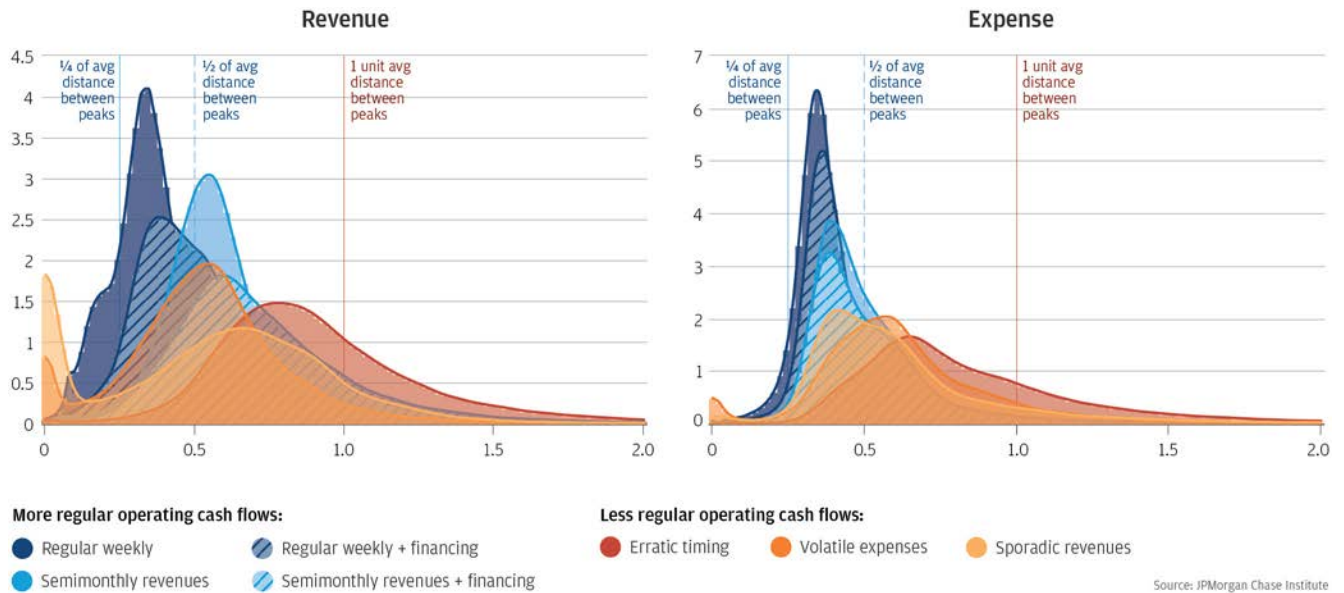 Revenue
Expense
4.5
4
3.5
3
2.5
2
1.5
1
0.5
0
¼ of avg
distance
between
peaks
½ of avg
distance
between
peaks
1 unit avg
distance
between
peaks
0
0.5
1.0
1.5
2.0
7
6
5
4
3
2
1
0
¼ of avg
distance
between
peaks
½ of avg
distance
between
peaks
1 unit avg
distance
between
peaks
0
0.5
1.0
1.5
2.0
More regular operating cash flows:
Regular weekly
Regular weekly + financing
Semimonthly revenues
Semimonthly revenues + financing
Less regular operating cash flows:
Erratic timing
Volatile expenses
Sporadic revenues
Source: JPMorgan Chase Institute